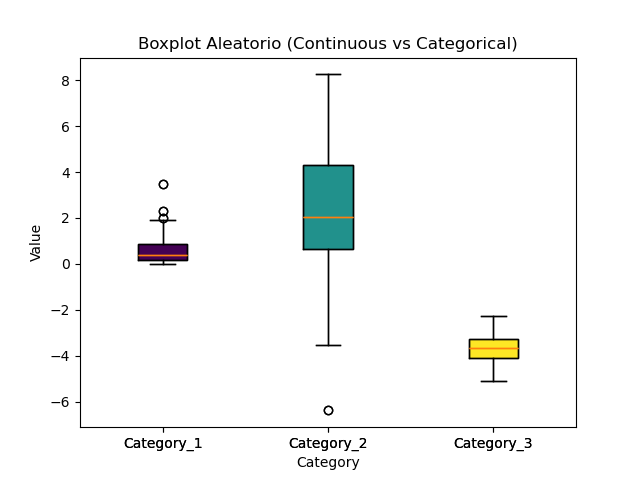 Boxplot Aleatorio (Continuous vs Categorical)
8
6
4
2
0
−2
−4
−6
Value
Category_1 Category_2 Category_3
Category